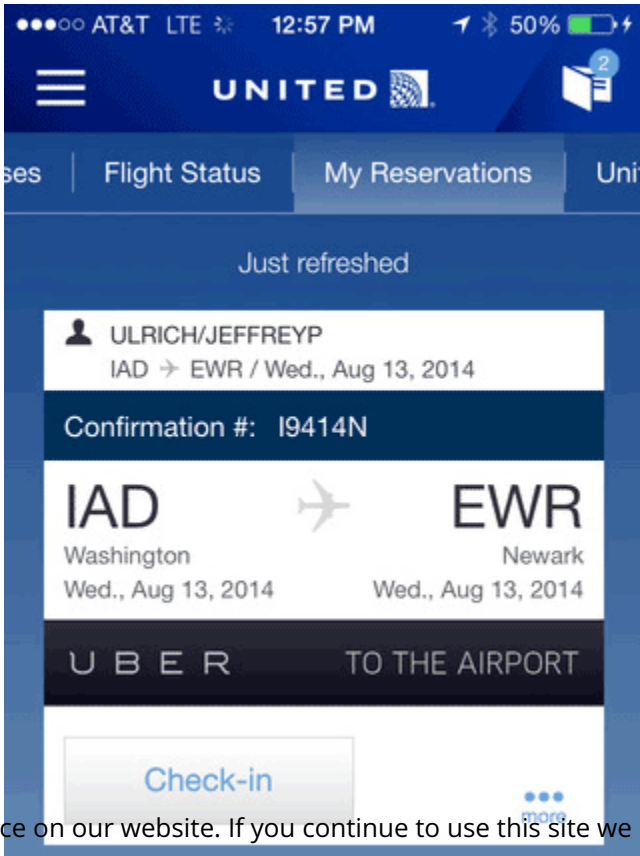 AT&T LTE 12:57 PM 50%
UNITED
2
ses Flight Status My Reservations Uni
Just refreshed
ULRICH/JEFFREYP
IAD EWR / Wed., Aug 13, 2014
Confirmation #: I9414N
IAD EWR
Washington Newark
Wed., Aug 13, 2014 Wed., Aug 13, 2014
UBER TO THE AIRPORT
Check-in
more
ce on our website. If you continue to use this site we